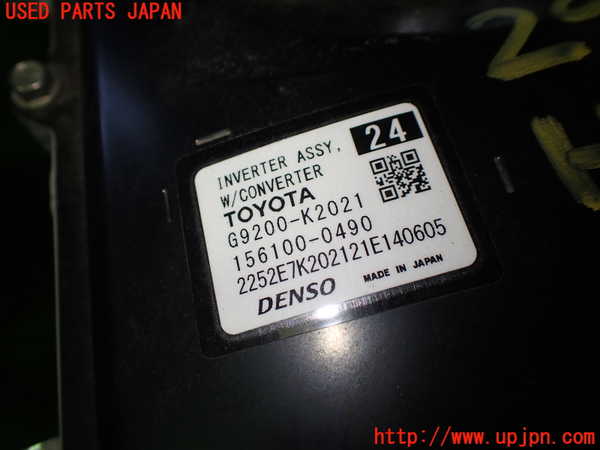 USED PARTS JAPAN
24
INVERTER ASSY,
W/CONVERTER
TOYOTA
G9200-K2021
156100-0490
2252E7K202121E140605
DENSO
MADE IN JAPAN
http://www.upjpn.com/